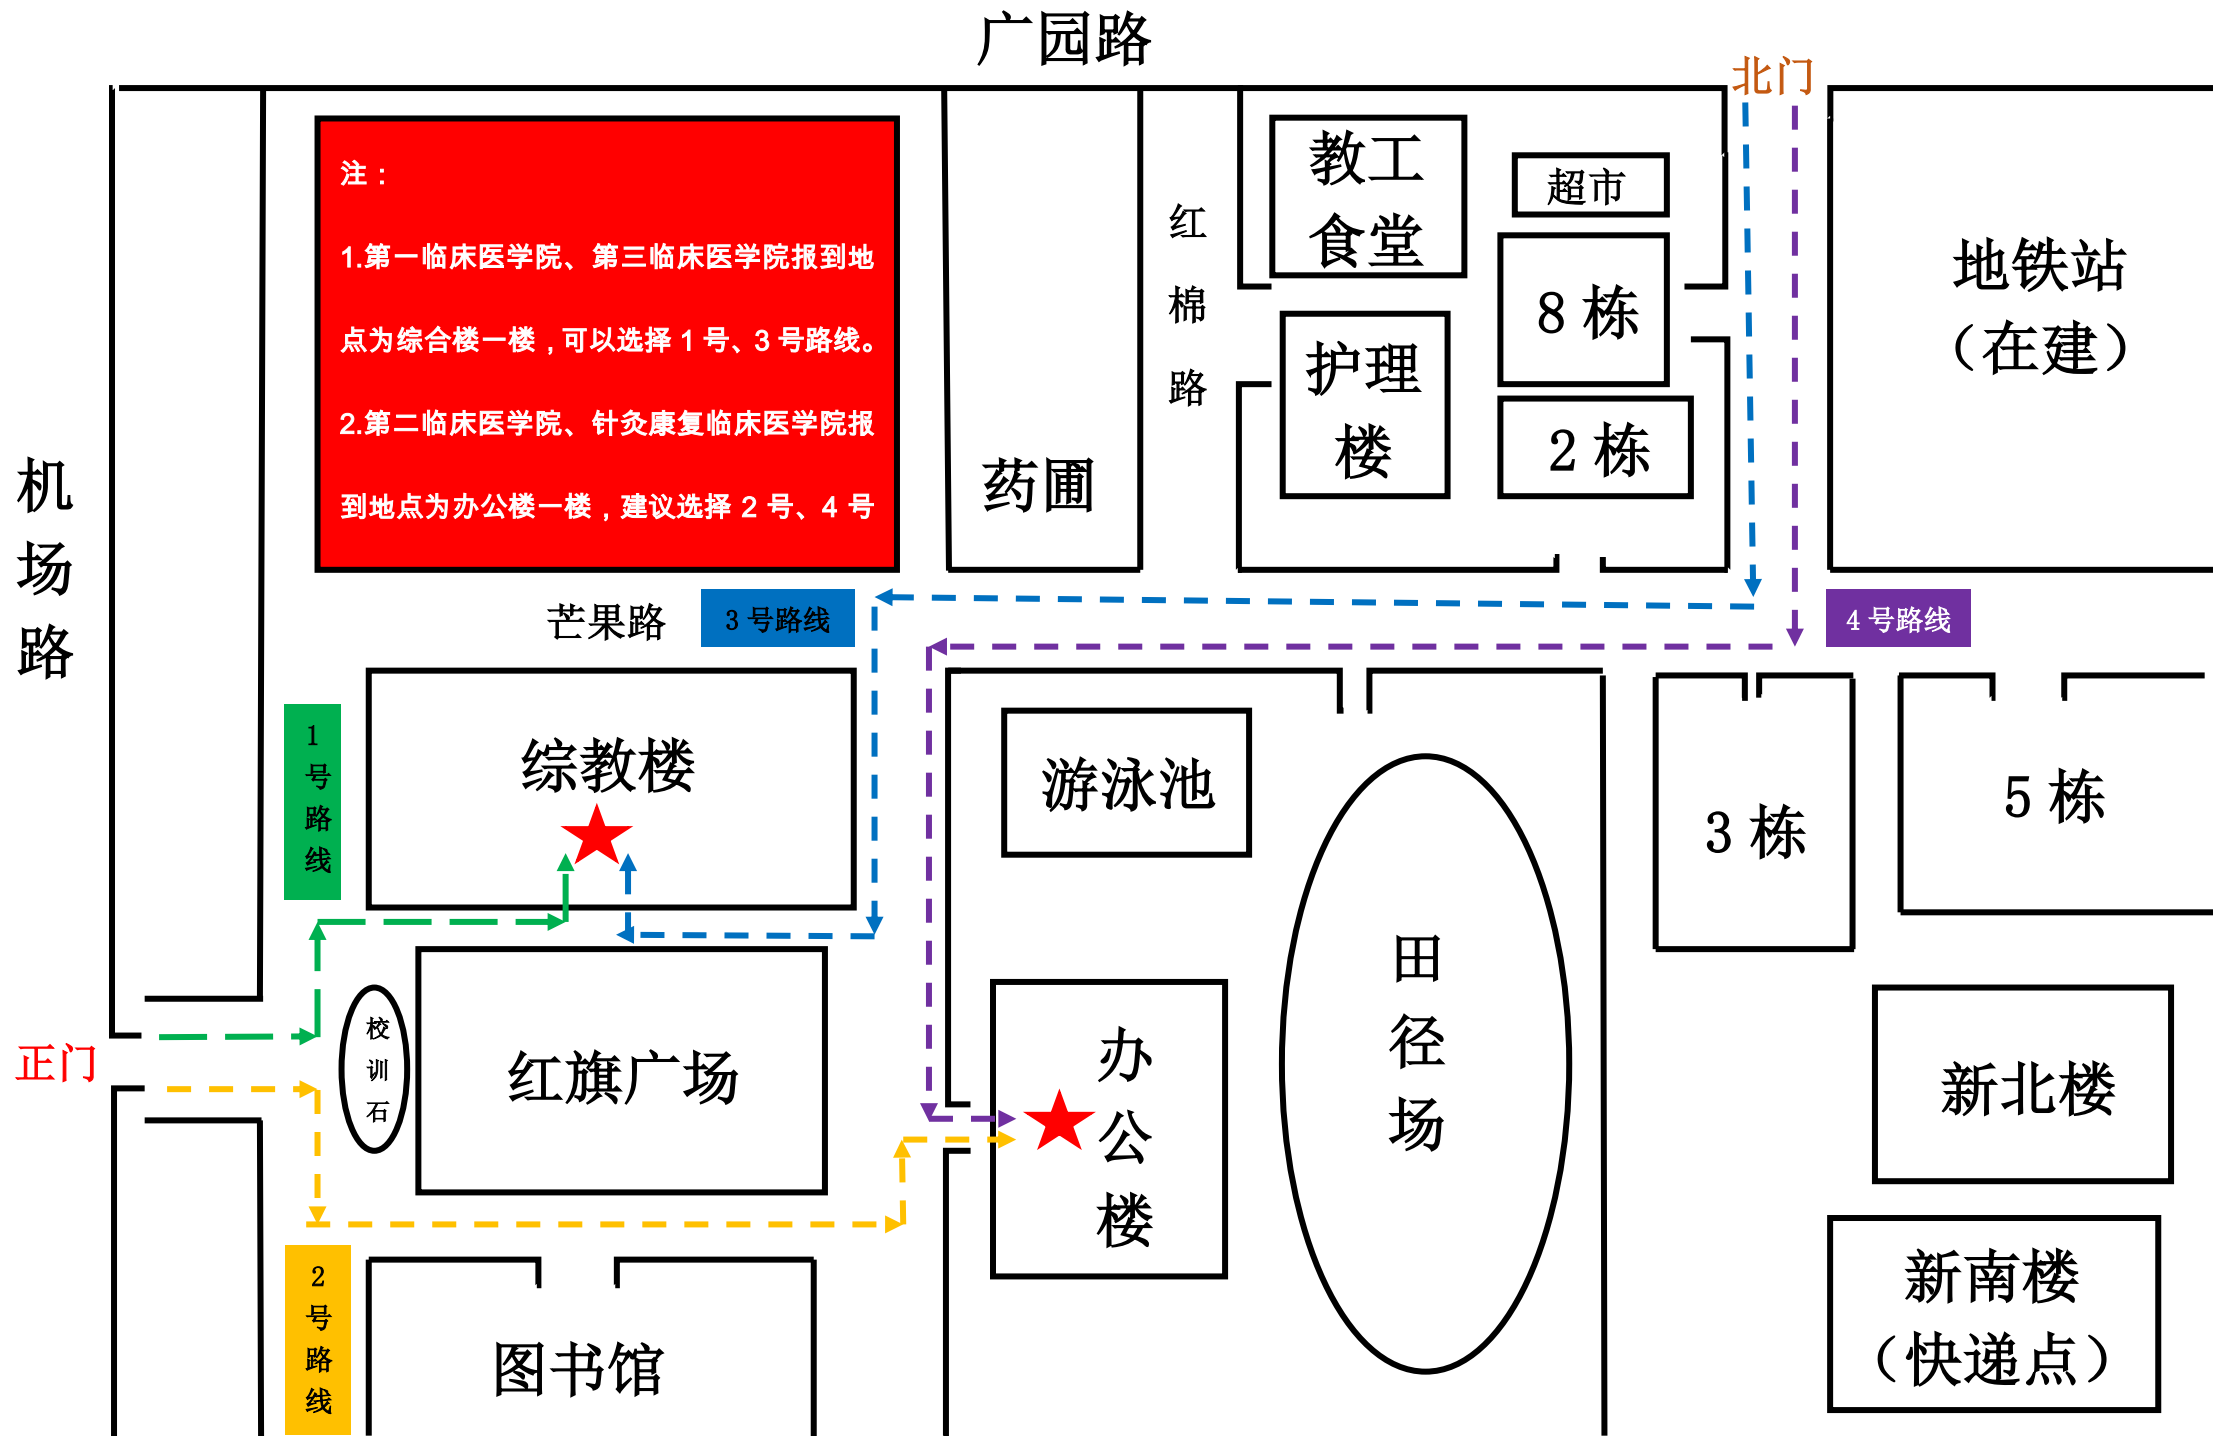 广园路
北门
注：
1.第一临床医学院、第三临床医学院报到地
点为综合楼一楼，可以选择 1 号、3 号路线。
2.第二临床医学院、针灸康复临床医学院报
到地点为办公楼一楼，建议选择 2 号、4 号
机场路
药圃
红棉路
教工
食堂
超市
8 栋
护理
楼
2 栋
地铁站
（在建）
芒果路
3 号路线
4 号路线
1号路线
综教楼
游泳池
3 栋
5 栋
正门
校训石
红旗广场
办公楼
田径场
新北楼
2号路线
图书馆
新南楼
（快递点）